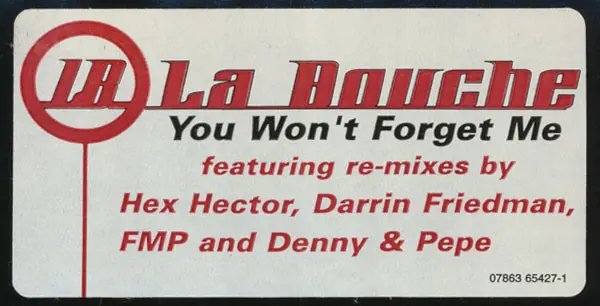 LB La Bouche
You Won't Forget Me
featuring re-mixes by
Hex Hector, Darrin Friedman,
FMP and Denny & Pepe
07863 65427-1